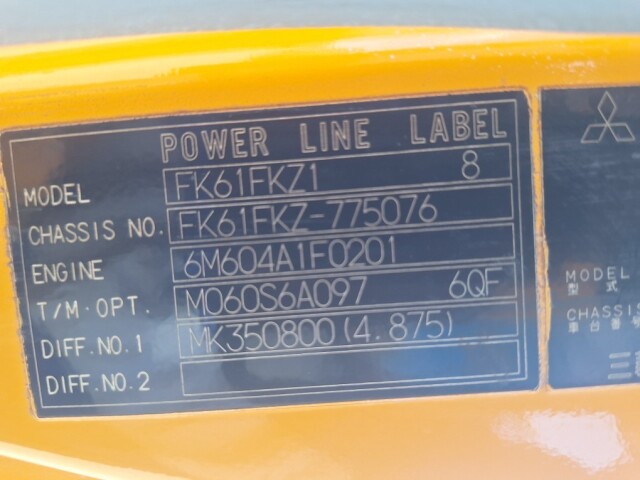 POWER LINE LABEL
MODEL FK61FKZ1 8
CHASSIS NO. FK61FKZ-775076
ENGINE 6M604A1F0201
T/M·OPT. M060S6A097 6QF
DIFF.NO.1 MK350800(4.875)
DIFF.NO.2
MODEL
型式
CHASSIS
車台番
三